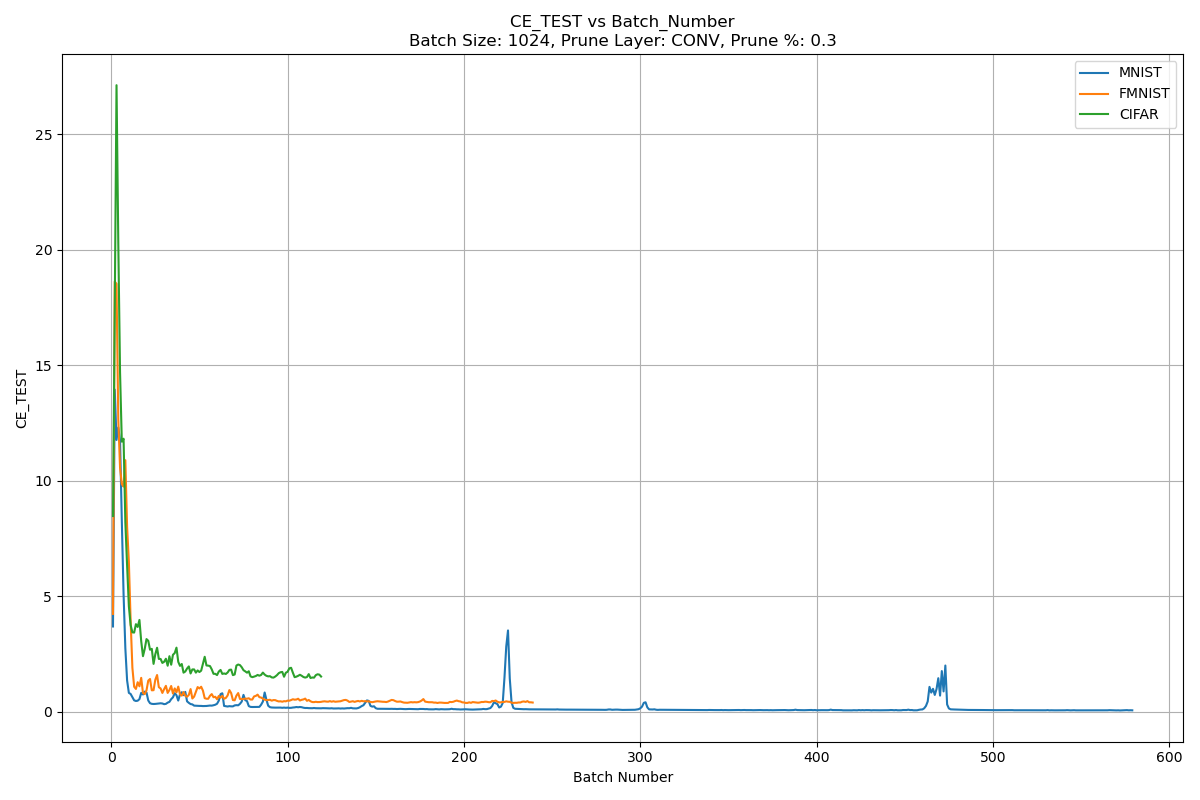 CE_TEST vs Batch_Number
Batch Size: 1024, Prune Layer: CONV, Prune %: 0.3
MNIST
FMNIST
CIFAR
25
20
15
10
5
0
CE_TEST
0 100 200 300 400 500 600
Batch Number